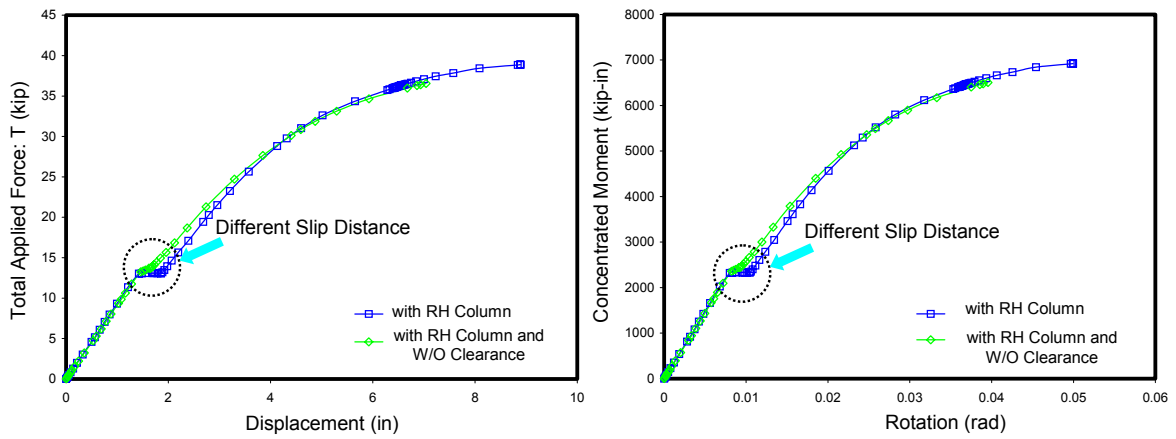 Total Applied Force: T (kip)
45
40
35
30
25
20
15
10
5
0
Different Slip Distance
with RH Column
with RH Column and
W/O Clearance
0 2 4 6 8 10
Displacement (in)
Concentrated Moment (kip-in)
8000
7000
6000
5000
4000
3000
2000
1000
0
Different Slip Distance
with RH Column
with RH Column and
W/O Clearance
0 0.01 0.02 0.03 0.04 0.05 0.06
Rotation (rad)